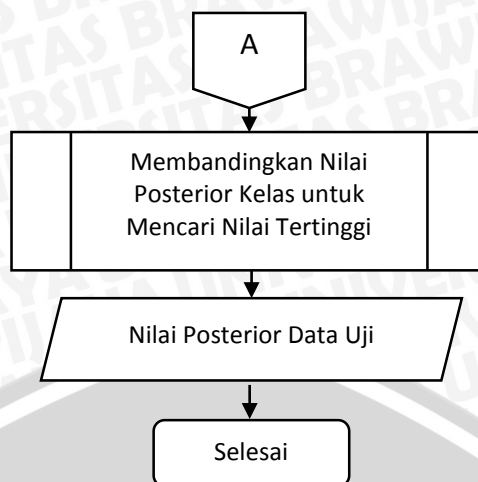 A
Membandingkan Nilai
Posterior Kelas untuk
Mencari Nilai Tertinggi
Nilai Posterior Data Uji
Selesai